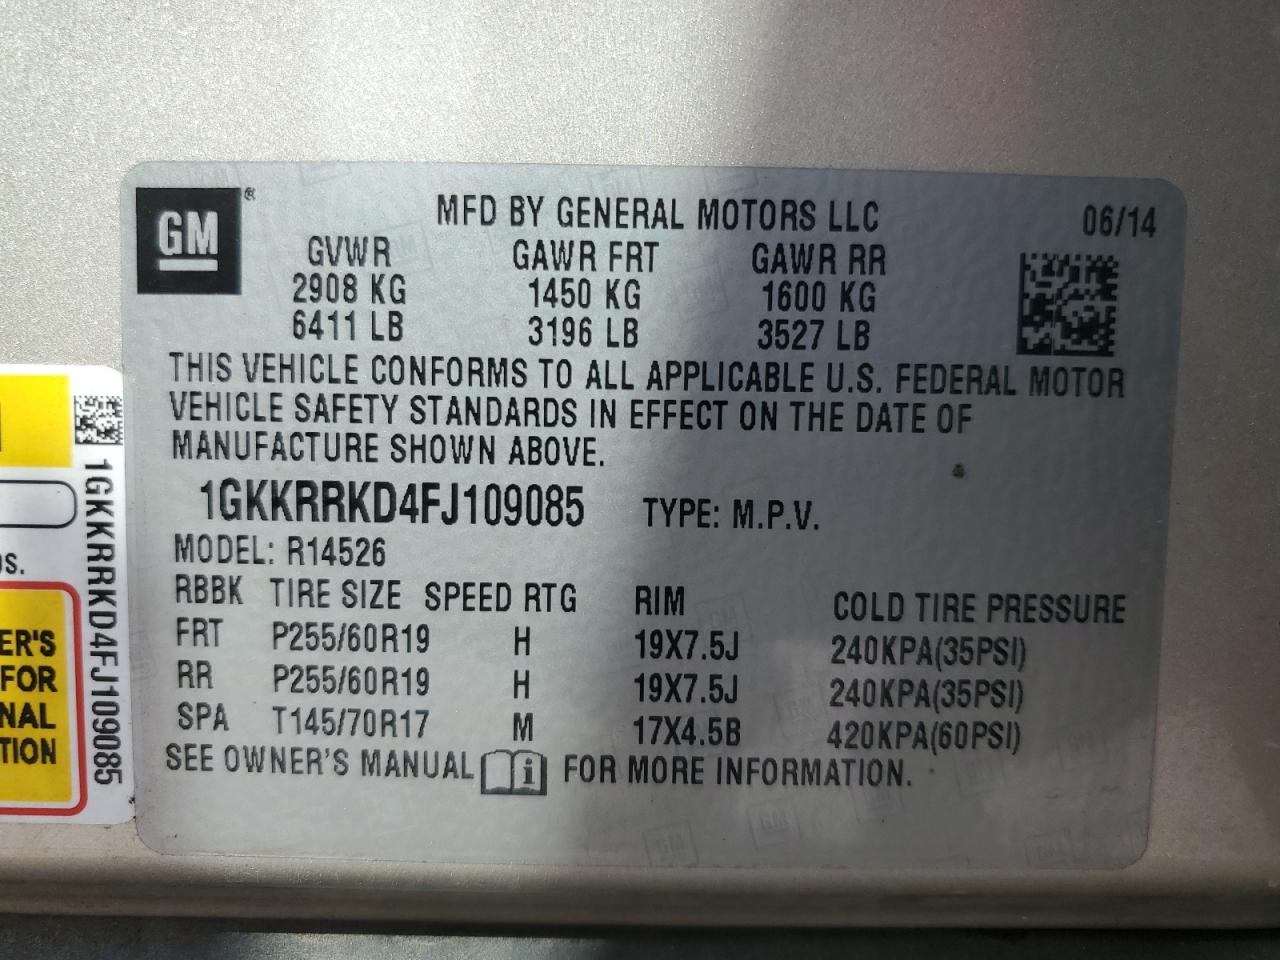 GM®
MFD BY GENERAL MOTORS LLC 06/14
GVWR GAWR FRT GAWR RR
2908 KG 1450 KG 1600 KG
6411 LB 3196 LB 3527 LB
THIS VEHICLE CONFORMS TO ALL APPLICABLE U.S. FEDERAL MOTOR
VEHICLE SAFETY STANDARDS IN EFFECT ON THE DATE OF
MANUFACTURE SHOWN ABOVE.
1GKKRRKD4FJ109085 TYPE: M.P.V.
MODEL: R14526
RBBK TIRE SIZE SPEED RTG RIM COLD TIRE PRESSURE
FRT P255/60R19 H 19X7.5J 240KPA(35PSI)
RR P255/60R19 H 19X7.5J 240KPA(35PSI)
SPA T145/70R17 M 17X4.5B 420KPA(60PSI)
SEE OWNER'S MANUAL i FOR MORE INFORMATION.
1GKKRRKD4FJ109085
ER'S
FOR
NAL
TION